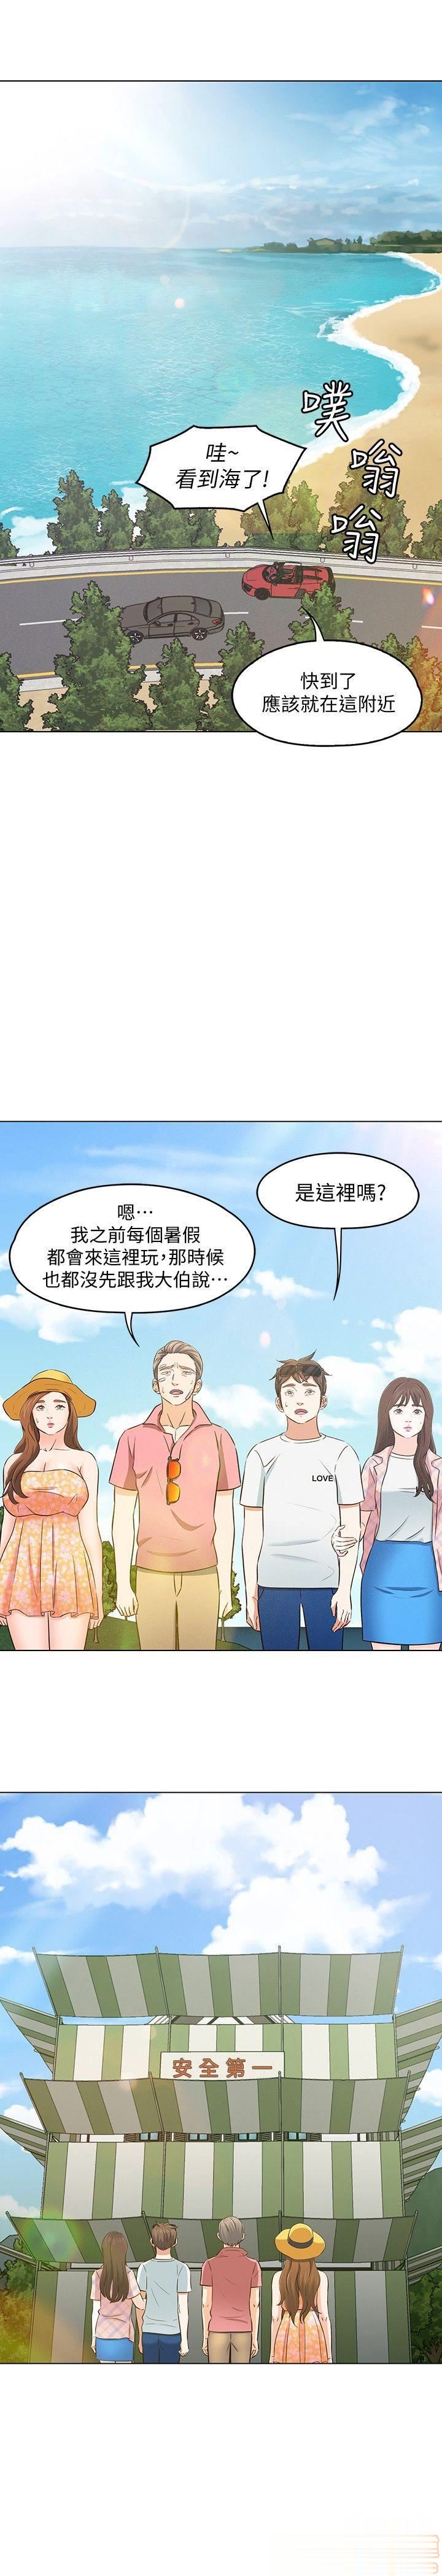 哇~
看到海了!
噗
嗡
嗡
快到了
應該就在這附近
是這裡嗎?
嗯…
我之前每個暑假
都會來這裡玩,那時候
也都沒先跟我大伯說…
LOVE
安全第一